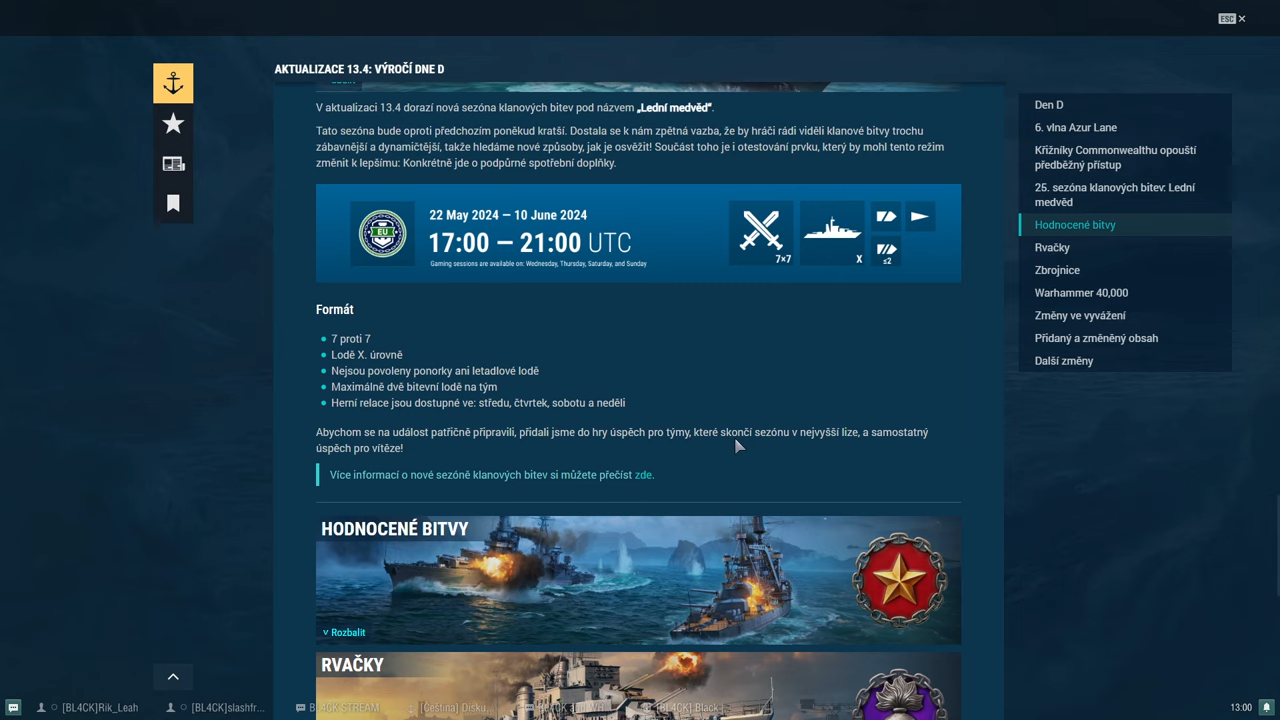 ESC ×
AKTUALIZACE 13.4: VÝROČÍ DNE D
V aktualizaci 13.4 dorazí nová sezóna klanových bitev pod názvem „Lední medvěd“.
Tato sezóna bude oproti předchozím poněkud kratší. Dostala se k nám zpětná vazba, že by hráči rádi viděli klanové bitvy trochu
zábavnější a dynamičtější, takže hledáme nové způsoby, jak je osvěžit! Součást toho je i otestování prvku, který by mohl tento režim
změnit k lepšímu: Konkrétně jde o podpůrné spotřební doplňky.
EU
22 May 2024 — 10 June 2024
17:00 — 21:00 UTC
Gaming sessions are available on: Wednesday, Thursday, Saturday, and Sunday
7×7
X
≤2
Formát
7 proti 7
Lodě X. úrovně
Nejsou povoleny ponorky ani letadlové lodě
Maximálně dvě bitevní lodě na tým
Herní relace jsou dostupné ve: středu, čtvrtek, sobotu a neděli
Abychom se na událost patřičně připravili, přidali jsme do hry úspěch pro týmy, které skončí sezónu v nejvyšší lize, a samostatný
úspěch pro vítěze!
Více informací o nové sezóně klanových bitev si můžete přečíst zde.
HODNOCENÉ BITVY
Rozbalit
RVAČKY
Den D
6. vlna Azur Lane
Křižníky Commonwealthu opouští
předběžný přístup
25. sezóna klanových bitev: Lední
medvěd
Hodnocené bitvy
Rvačky
Zbrojnice
Warhammer 40,000
Změny ve vyvážení
Přidaný a změněný obsah
Další změny
[BL4CK]Rik_Leah
[BL4CK]slashfr...
BL4CK STREAM
[Čeština] Disku...
[BL4CK] Black
13:00